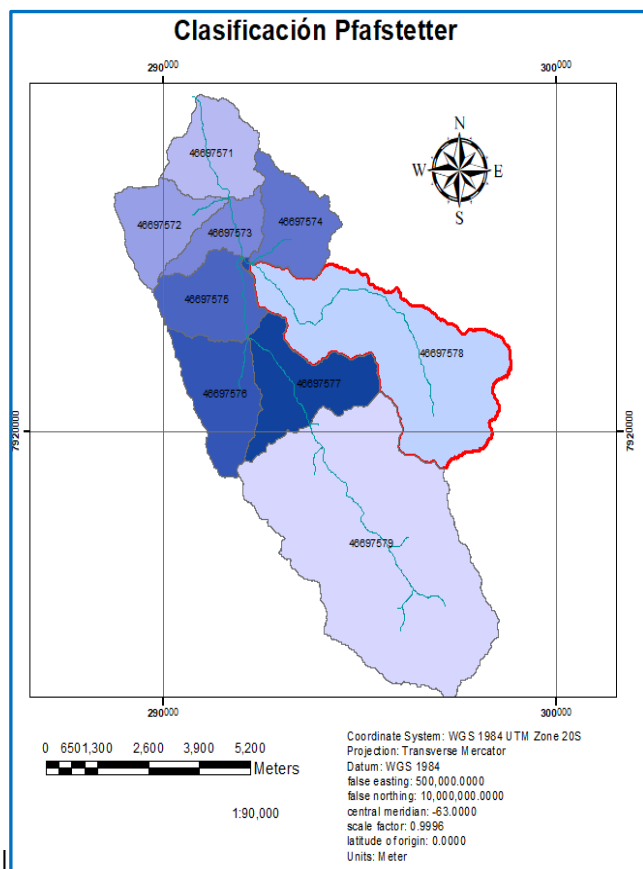 Clasificación Pfafstetter
290000 300000
N
W E
S
46697571
46697572
46697573
46697574
46697575
46697576
46697577
46697578
46697579
7920000 7920000
290000 300000
0 650 1,300 2,600 3,900 5,200
Meters
1:90,000
Coordinate System: WGS 1984 UTM Zone 20S
Projection: Transverse Mercator
Datum: WGS 1984
false easting: 500,000.0000
false northing: 10,000,000.0000
central meridian: -63.0000
scale factor: 0.9996
latitude of origin: 0.0000
Units: Meter